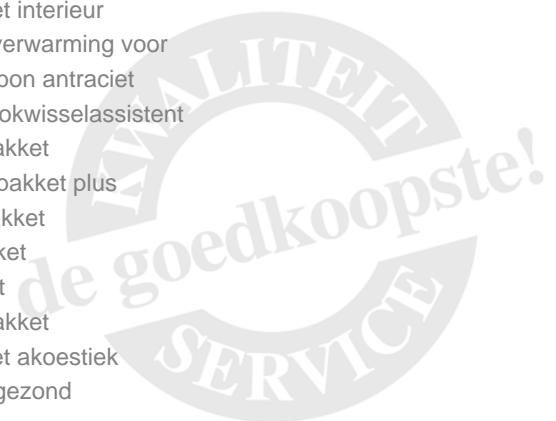 et interieur
verwarming voor
oon antraciet
okwisselassistent
akket
pakket plus
akket
ket
t
akket
et akoestiek
gezond
KWALITEIT
de goedkoopste!
SERVICE